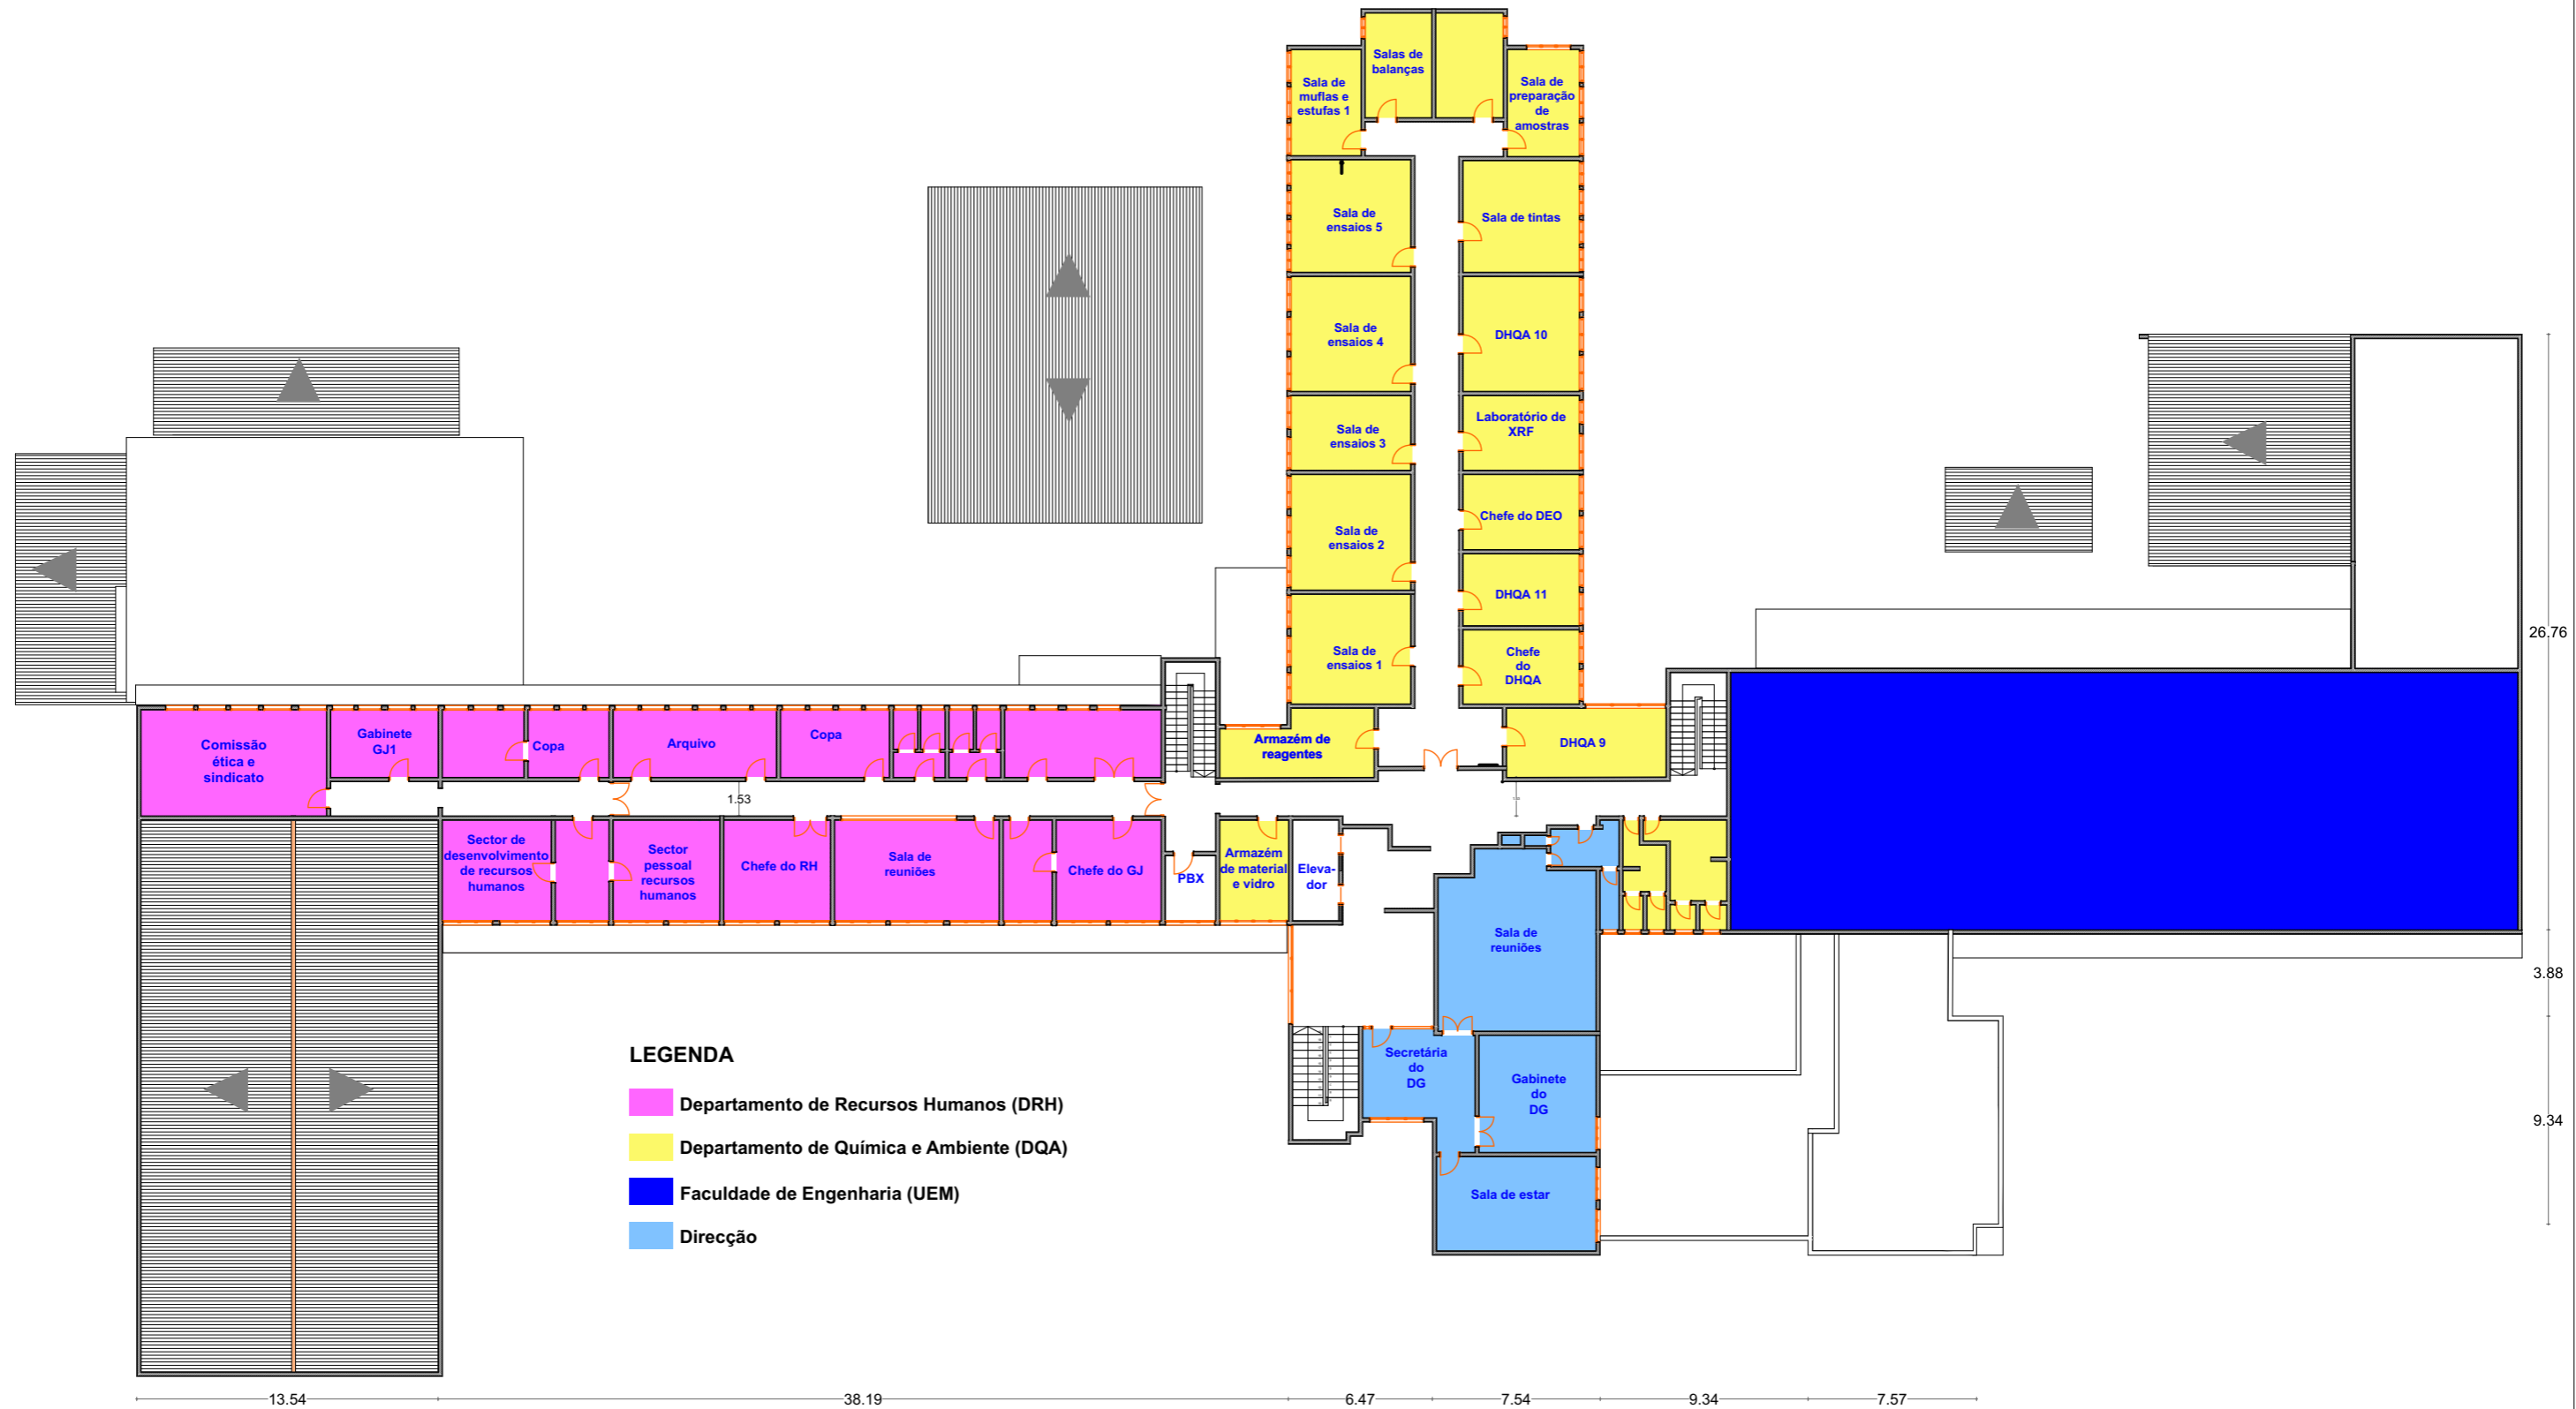 Salas de
balanças
Sala de
muflas e
estufas 1
Sala de
preparação
de
amostras
Sala de
ensaios 5
Sala de tintas
Sala de
ensaios 4
DHQA 10
Sala de
ensaios 3
Laboratório de
XRF
Sala de
ensaios 2
Chefe do DEO
DHQA 11
Sala de
ensaios 1
Chefe
do
DHQA
26.76
Comissão
ética e
sindicato
Gabinete
GJ1
Copa
Arquivo
Copa
Armazém de
reagentes
DHQA 9
1.53
Sector de
desenvolvimento
de recursos
humanos
Sector
pessoal
recursos
humanos
Chefe do RH
Sala de
reuniões
Chefe do GJ
PBX
Armazém
de material
e vidro
Eleva-
dor
Sala de
reuniões
3.88
Secretária
do
DG
Gabinete
do
DG
9.34
Sala de estar
LEGENDA
Departamento de Recursos Humanos (DRH)
Departamento de Química e Ambiente (DQA)
Faculdade de Engenharia (UEM)
Direcção
13.54
38.19
6.47
7.54
9.34
7.57